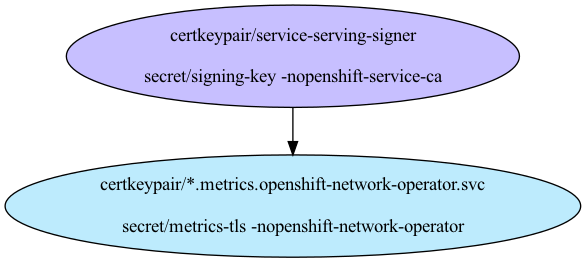 certkeypair/service-serving-signer
secret/signing-key -nopenshift-service-ca
certkeypair/*.metrics.openshift-network-operator.svc
secret/metrics-tls -nopenshift-network-operator